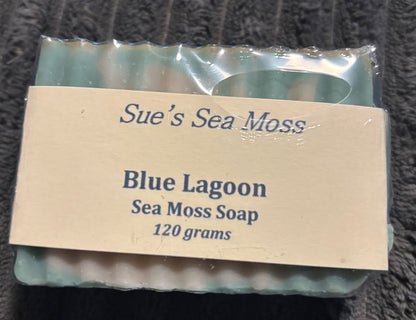 Sue's Sea Moss
Blue Lagoon
Sea Moss Soap
120 grams